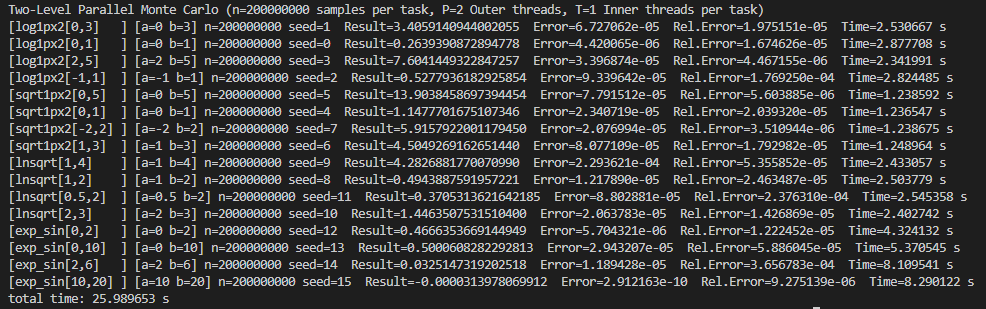 Two-Level Parallel Monte Carlo (n=200000000 samples per task, P=2 Outer threads, T=1 Inner threads per task)
[log1px2[0,3]   ] [a=0 b=3] n=200000000 seed=1  Result=3.4059140944002055  Error=6.727062e-05  Rel.Error=1.975151e-05  Time=2.530667 s
[log1px2[0,1]   ] [a=0 b=1] n=200000000 seed=0  Result=0.2639390872894778  Error=4.420065e-06  Rel.Error=1.674626e-05  Time=2.877708 s
[log1px2[2,5]   ] [a=2 b=5] n=200000000 seed=3  Result=7.6041449322847257  Error=3.396874e-05  Rel.Error=4.467155e-06  Time=2.341991 s
[log1px2[-1,1]  ] [a=-1 b=1] n=200000000 seed=2  Result=0.5277936182925854  Error=9.339642e-05  Rel.Error=1.769250e-04  Time=2.824485 s
[sqrt1px2[0,5]  ] [a=0 b=5] n=200000000 seed=5  Result=13.9038458697394454  Error=7.791512e-05  Rel.Error=5.603885e-06  Time=1.238592 s
[sqrt1px2[0,1]  ] [a=0 b=1] n=200000000 seed=4  Result=1.1477701675107346  Error=2.340719e-05  Rel.Error=2.039320e-05  Time=1.236547 s
[sqrt1px2[-2,2] ] [a=-2 b=2] n=200000000 seed=7  Result=5.9157922001179450  Error=2.076994e-05  Rel.Error=3.510944e-06  Time=1.238675 s
[sqrt1px2[1,3]  ] [a=1 b=3] n=200000000 seed=6  Result=4.5049269162651440  Error=8.077109e-05  Rel.Error=1.792982e-05  Time=1.248964 s
[lnsqrt[1,4]    ] [a=1 b=4] n=200000000 seed=9  Result=4.2826881770070990  Error=2.293621e-04  Rel.Error=5.355852e-05  Time=2.433057 s
[lnsqrt[1,2]    ] [a=1 b=2] n=200000000 seed=8  Result=0.4943887591957221  Error=1.217890e-05  Rel.Error=2.463487e-05  Time=2.503779 s
[lnsqrt[0.5,2]  ] [a=0.5 b=2] n=200000000 seed=11  Result=0.3705313621642185  Error=8.802881e-05  Rel.Error=2.376310e-04  Time=2.545358 s
[lnsqrt[2,3]    ] [a=2 b=3] n=200000000 seed=10  Result=1.4463507531510400  Error=2.063783e-05  Rel.Error=1.426869e-05  Time=2.402742 s
[exp_sin[0,2]   ] [a=0 b=2] n=200000000 seed=12  Result=0.4666353669144949  Error=5.704321e-06  Rel.Error=1.222452e-05  Time=4.324132 s
[exp_sin[0,10]  ] [a=0 b=10] n=200000000 seed=13  Result=0.5000608282292813  Error=2.943207e-05  Rel.Error=5.886045e-05  Time=5.370545 s
[exp_sin[2,6]   ] [a=2 b=6] n=200000000 seed=14  Result=0.0325147319202518  Error=1.189428e-05  Rel.Error=3.656783e-04  Time=8.109541 s
[exp_sin[10,20] ] [a=10 b=20] n=200000000 seed=15  Result=-0.0000313978069912  Error=2.912163e-10  Rel.Error=9.275139e-06  Time=8.290122 s
total time: 25.989653 s